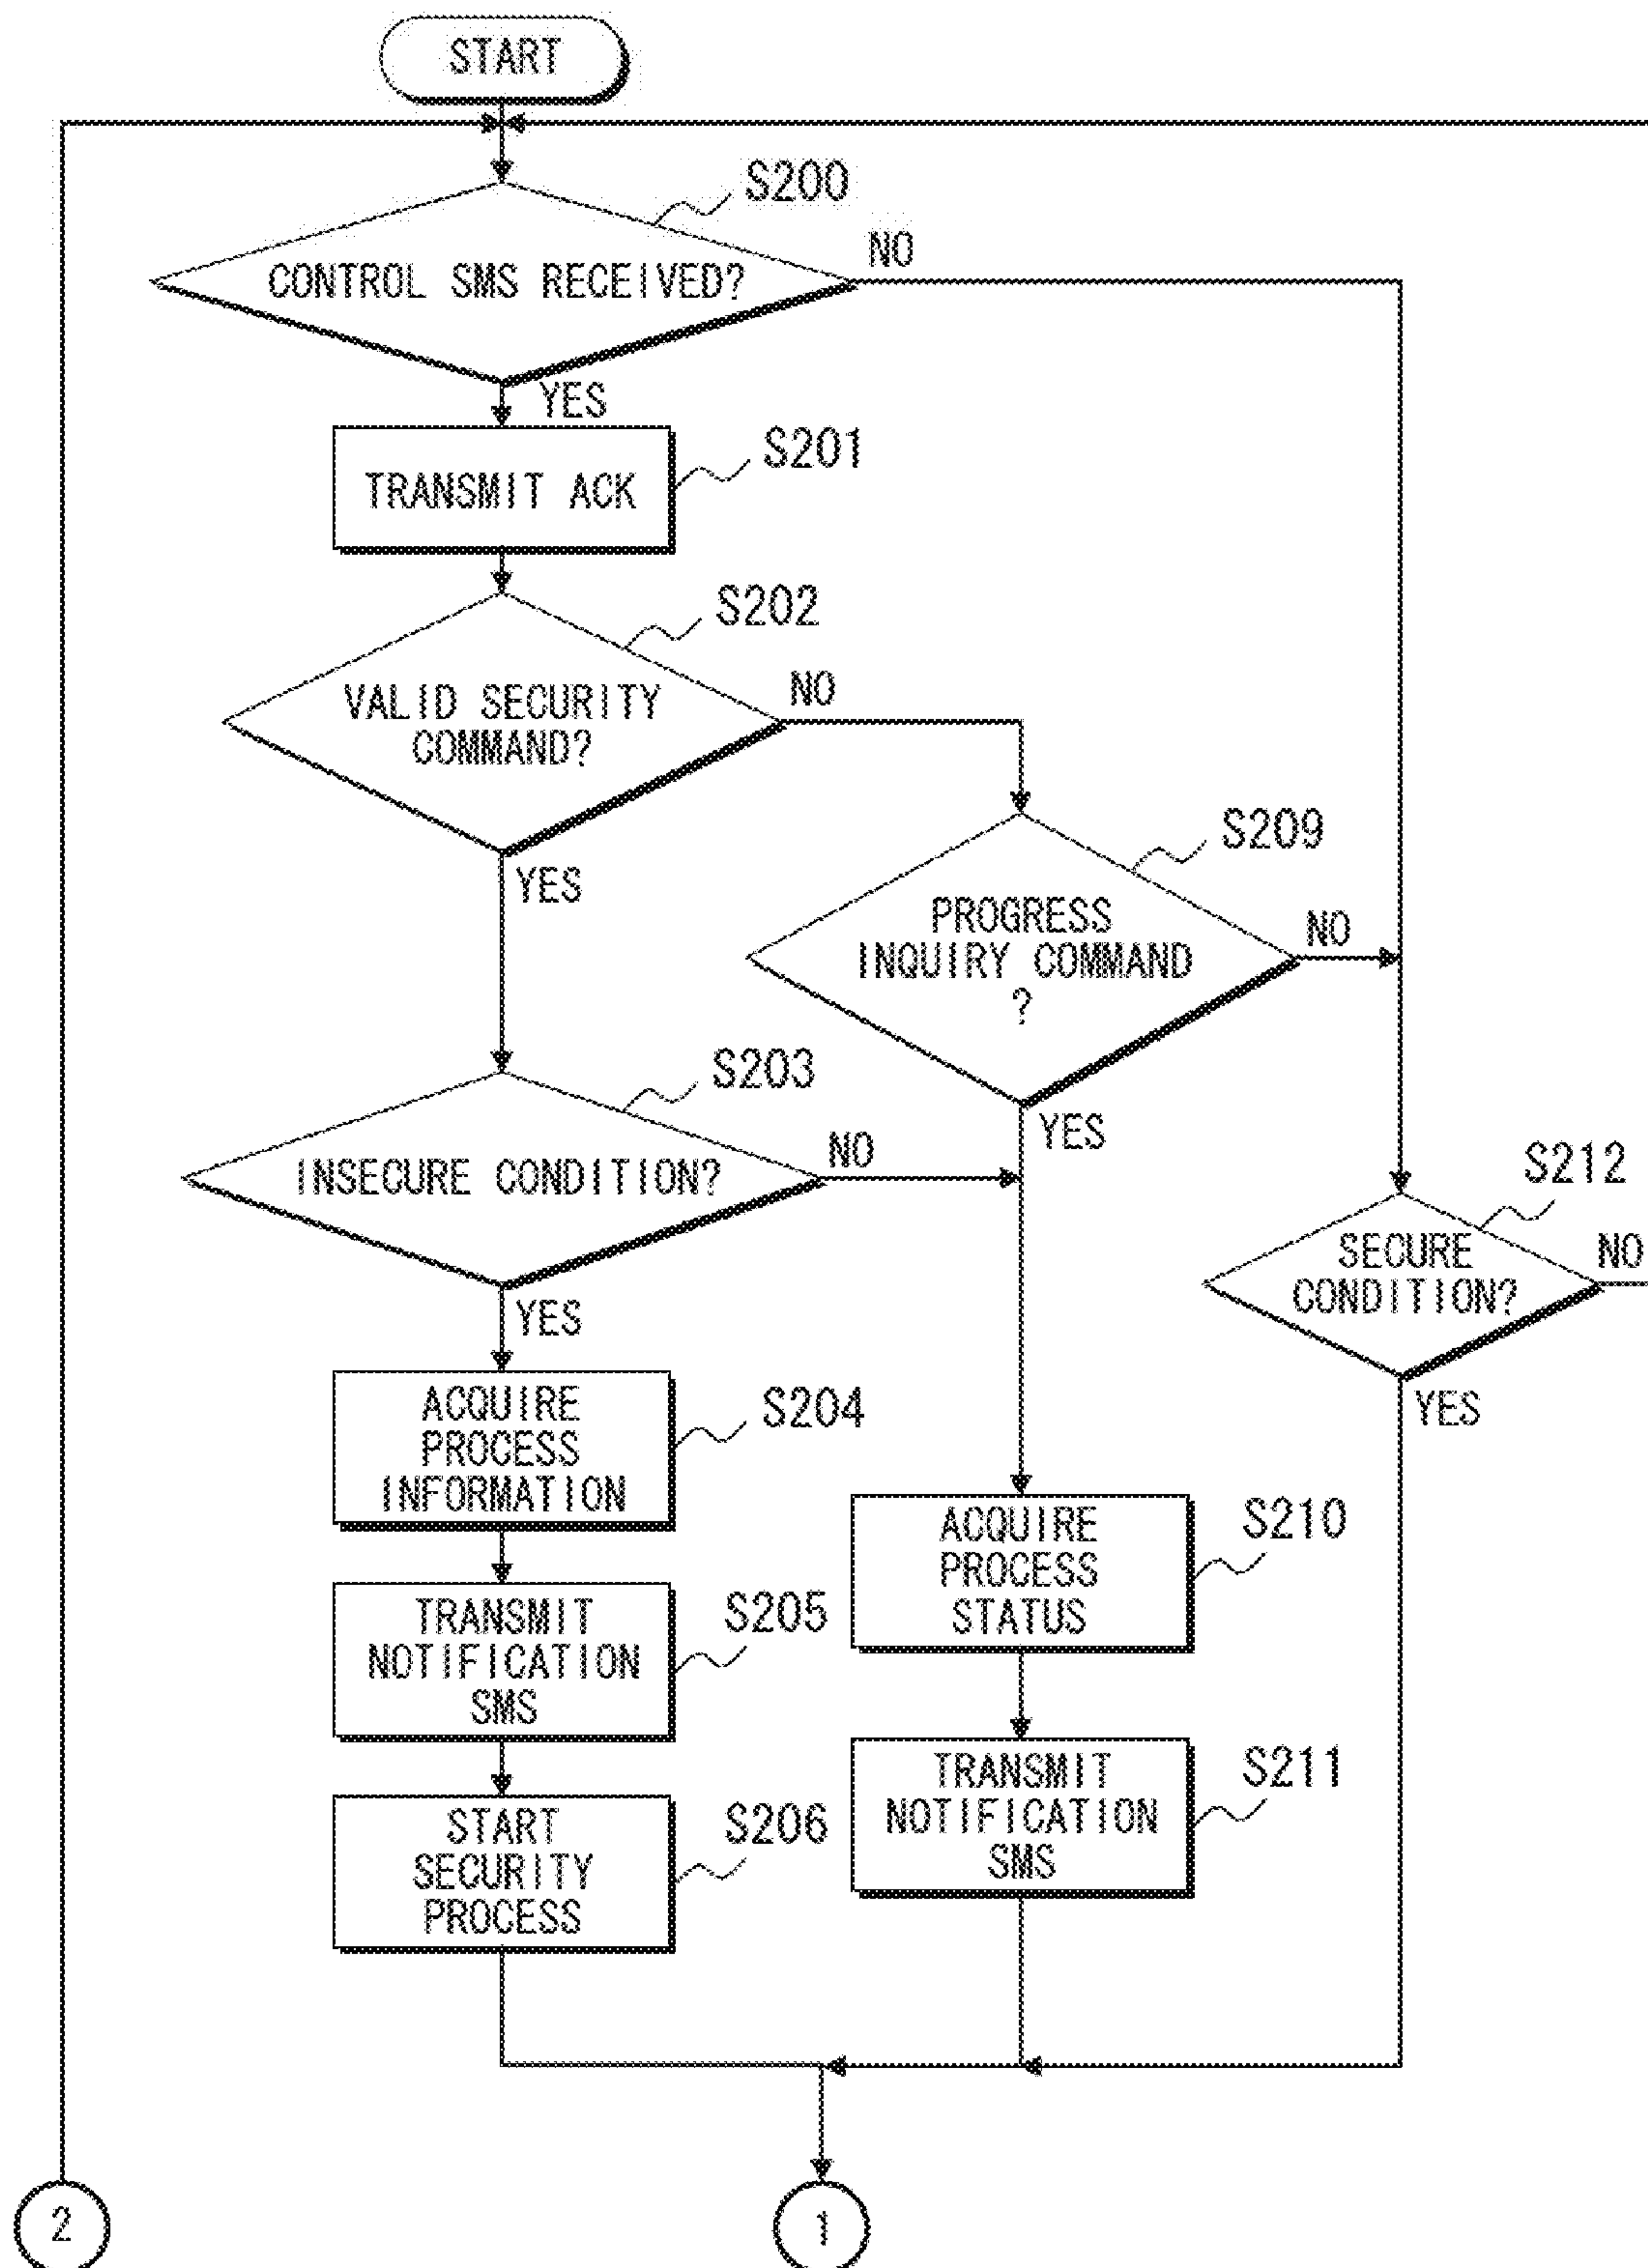 START
S200
CONTROL SMS RECEIVED?
NO
YES
TRANSMIT ACK
S201
S202
VALID SECURITY
COMMAND?
NO
YES
S209
PROGRESS
INQUIRY COMMAND
?
NO
YES
S203
INSECURE CONDITION?
NO
YES
S212
SECURE
CONDITION?
NO
YES
ACQUIRE
PROCESS
INFORMATION
S204
TRANSMIT
NOTIFICATION
SMS
S205
START
SECURITY
PROCESS
S206
ACQUIRE
PROCESS
STATUS
S210
TRANSMIT
NOTIFICATION
SMS
S211
2
1